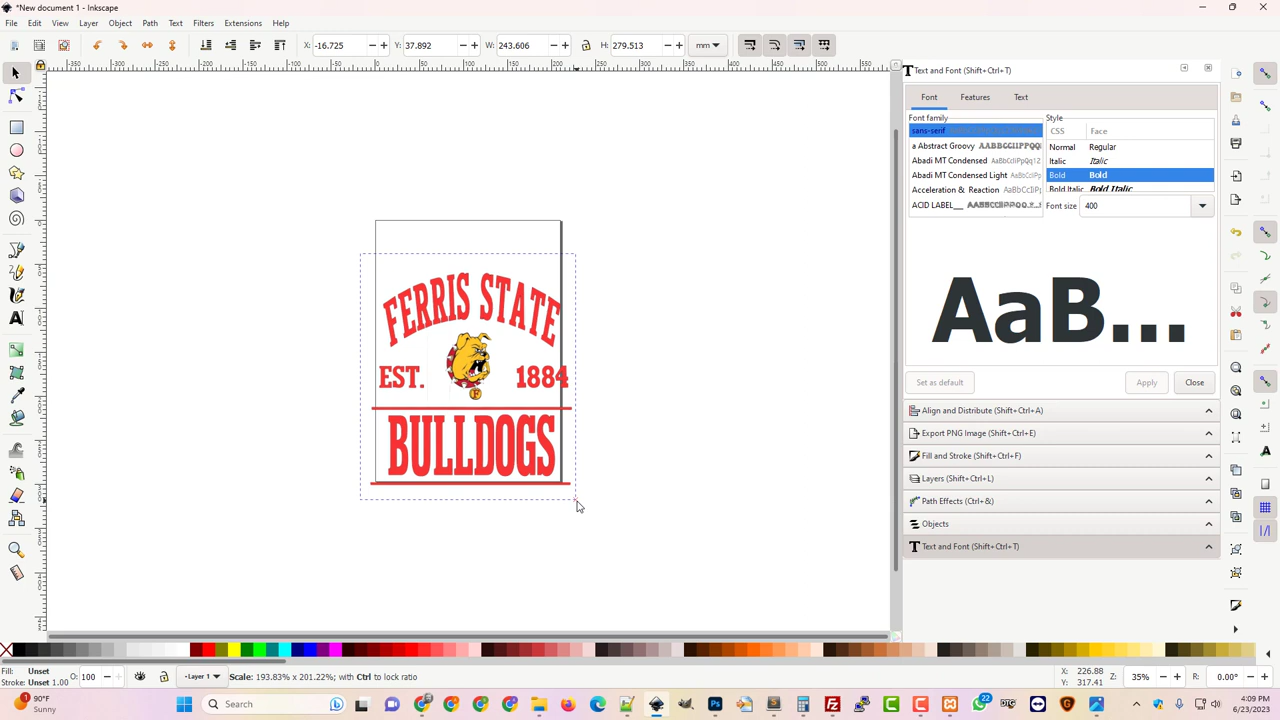 *New document 1 - Inkscape
File Edit View Layer Object Path Text Filters Extensions Help
X: -16.725 Y: 37.892 W: 243.606 H: 279.513 mm
Text and Font (Shift+Ctrl+T)
Font Features Text
Font family Style
sans-serif CSS Face
a Abstract Groovy AABBCCIIPPQQ Normal Regular
Abadi MT Condensed AaBbCcIiPpQq12 Italic Italic
Abadi MT Condensed Light AaBbCcIiPpQ Bold Bold
Acceleration & Reaction AaBbCcIiP Bold Italic Bold Italic
ACID LABEL__ AABBCCIIPPQQ... Font size 400
AaB...
Set as default Apply Close
Align and Distribute (Shift+Ctrl+A)
Export PNG Image (Shift+Ctrl+E)
Fill and Stroke (Shift+Ctrl+F)
Layers (Shift+Ctrl+L)
Path Effects (Ctrl+&)
Objects
Text and Font (Shift+Ctrl+T)
FERRIS STATE
EST. 1884
F
BULLDOGS
Fill: Unset
Stroke: Unset 1.00
O: 100
Layer 1
Scale: 193.83% x 201.22%; with Ctrl to lock ratio
X: 226.88
Y: 317.41
Z: 35%
R: 0.00°
90°F
Sunny
Search
22
4:09 PM
6/23/2023